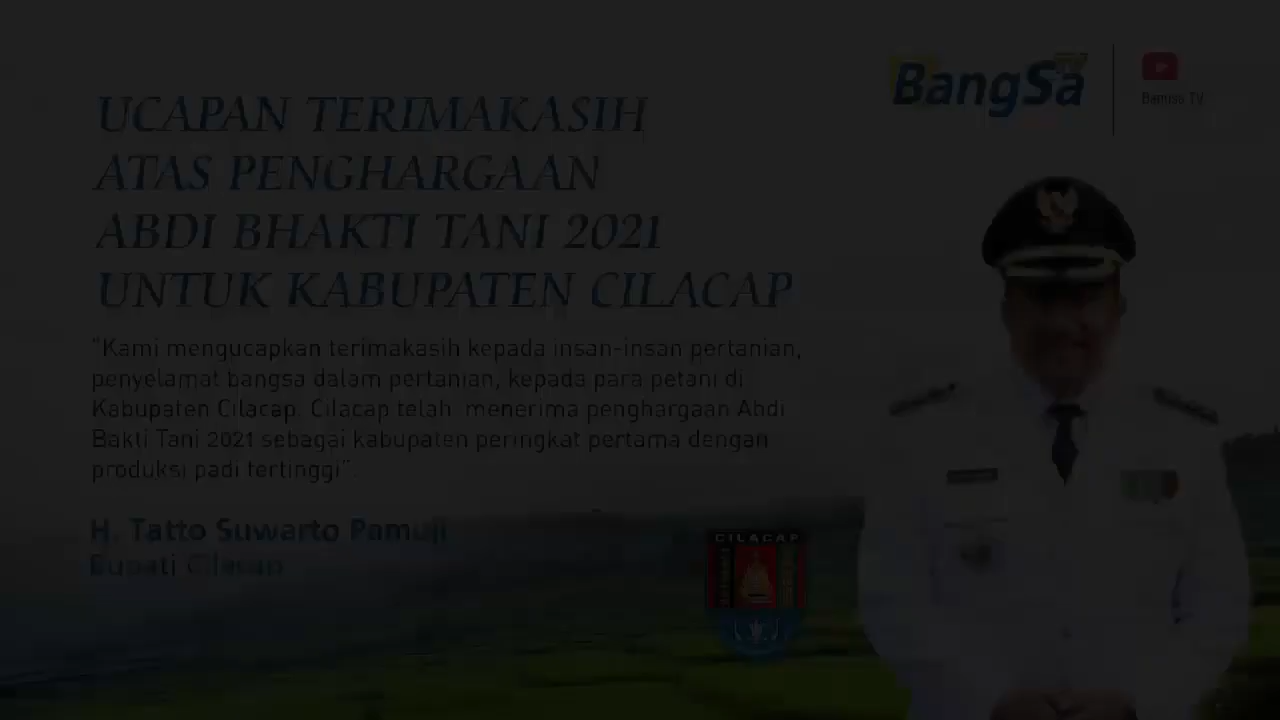 BangSa
TV
UCAPAN TERIMAKASIH
ATAS PENGHARGAAN
ABDI BHAKTI TANI 2021
UNTUK KABUPATEN CILACAP
"Kami mengucapkan terimakasih kepada insan-insan pertanian,
penyelamat bangsa dalam pertanian, kepada para petani di
Kabupaten Cilacap. Cilacap telah menerima penghargaan Abdi
Bakti Tani 2021 sebagai kabupaten peringkat pertama dengan
produksi padi tertinggi".
H. Tatto Suwarto Pamuji
Bupati Cilacap
CILACAP